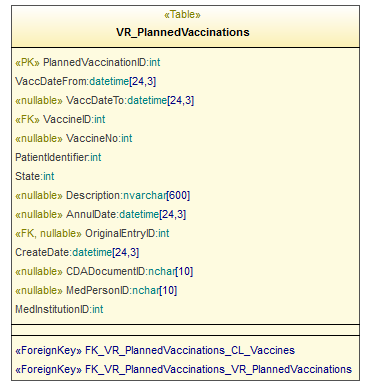 «Table»
VR_PlannedVaccinations
«PK» PlannedVaccinationID:int
VaccDateFrom:datetime[24,3]
«nullable» VaccDateTo:datetime[24,3]
«FK» VaccineID:int
«nullable» VaccineNo:int
PatientIdentifier:int
State:int
«nullable» Description:nvarchar[600]
«nullable» AnnulDate:datetime[24,3]
«FK, nullable» OriginalEntryID:int
CreateDate:datetime[24,3]
«nullable» CDADocumentID:nchar[10]
«nullable» MedPersonID:nchar[10]
MedInstitutionID:int
«ForeignKey» FK_VR_PlannedVaccinations_CL_Vaccines
«ForeignKey» FK_VR_PlannedVaccinations_VR_PlannedVaccinations